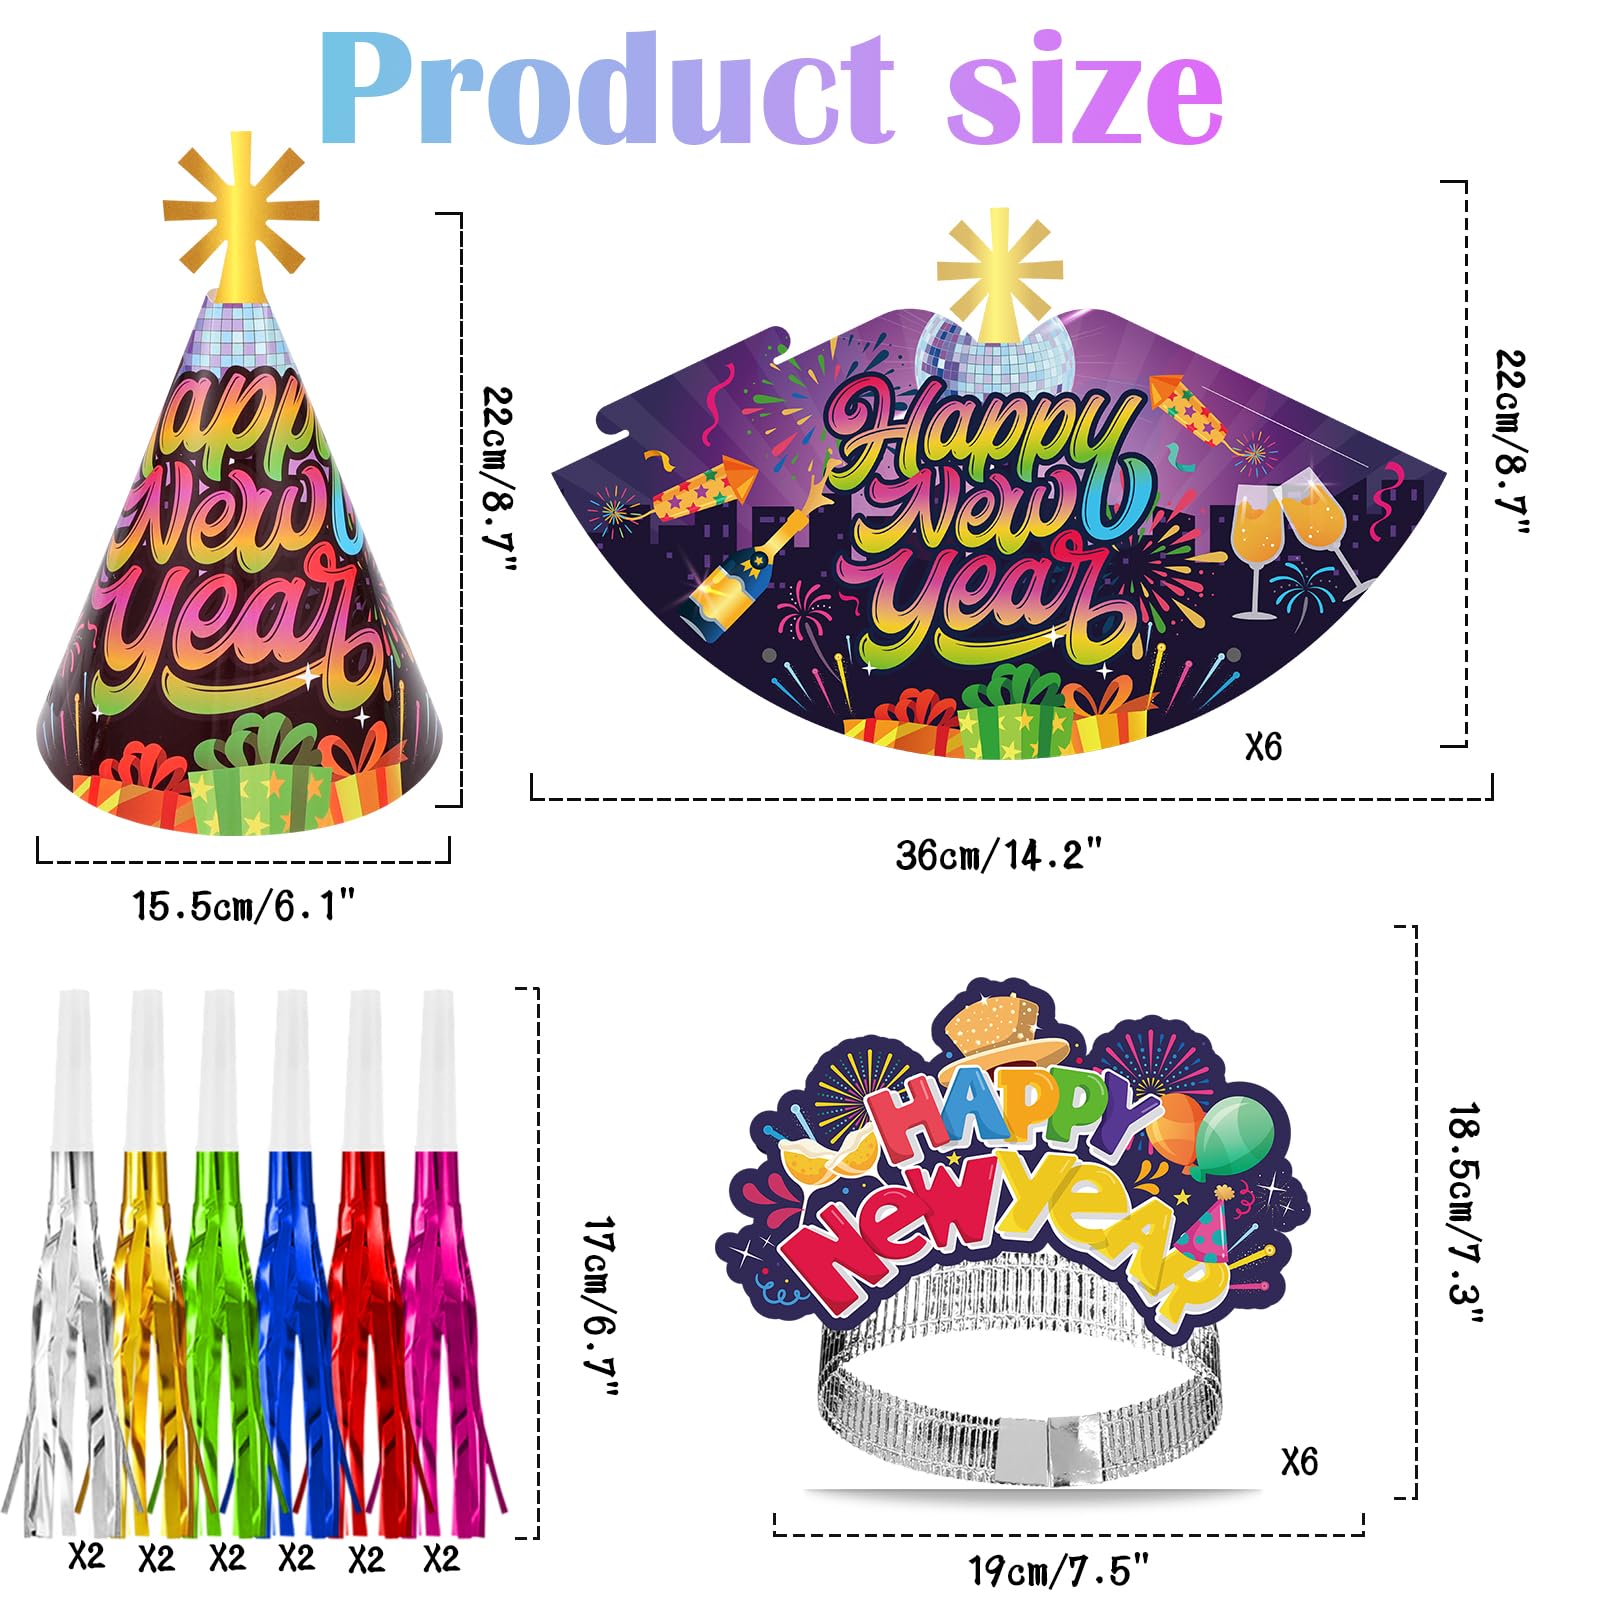 Product size
Happy
New
Year
22cm/8.7"
15.5cm/6.1"
Happy
New
Year
X6
22cm/8.7"
36cm/14.2"
X2 X2 X2 X2 X2 X2
17cm/6.7"
HAPPY
New YeAR
X6
18.5cm/7.3"
19cm/7.5"